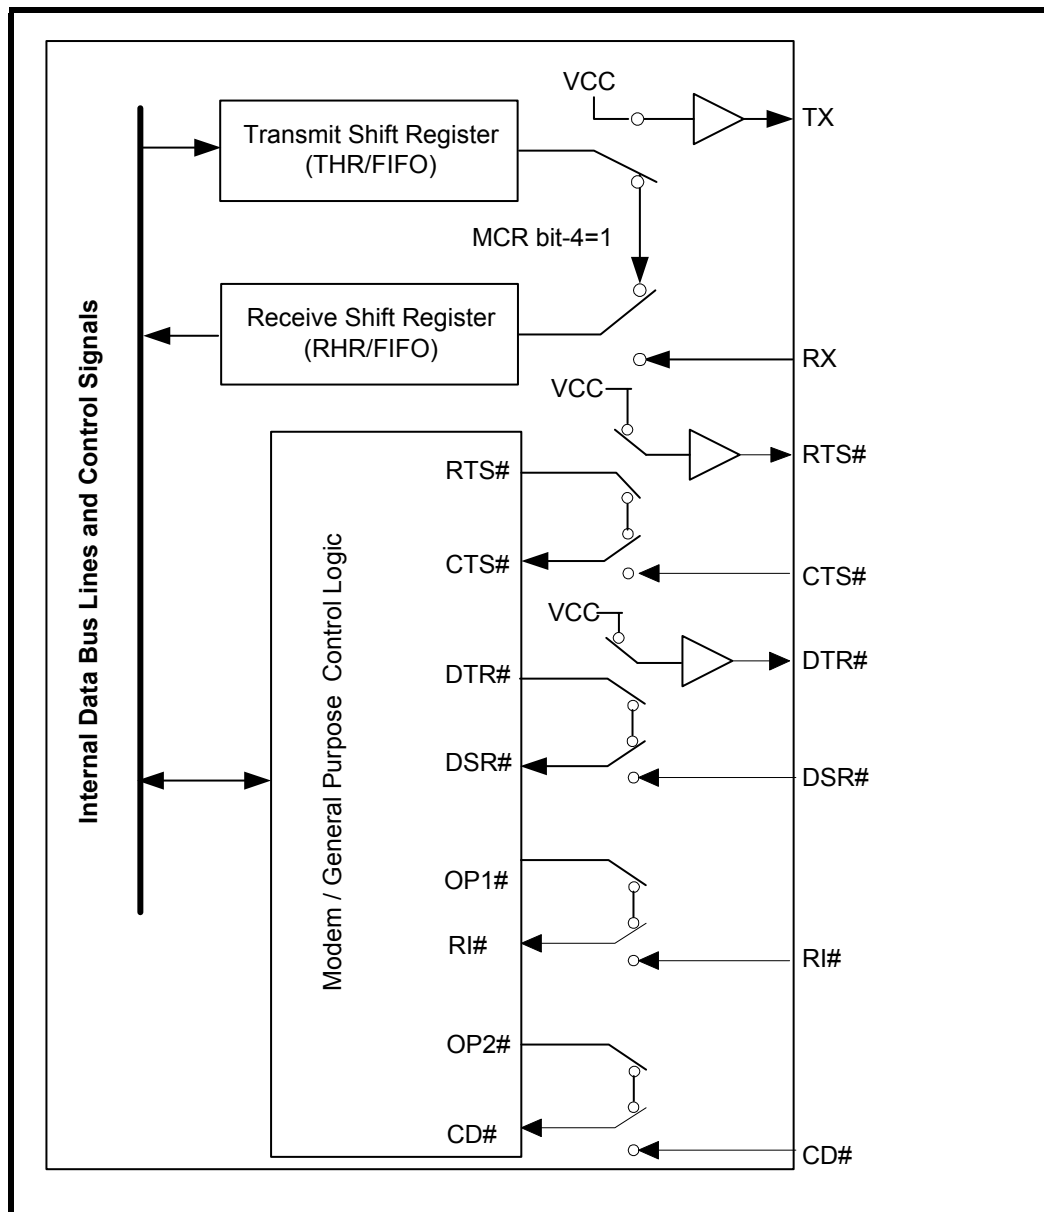 VCC
TX
Transmit Shift Register
(THR/FIFO)
MCR bit-4=1
Receive Shift Register
(RHR/FIFO)
RX
VCC
RTS#
RTS#
CTS#
CTS#
VCC
DTR#
DTR#
DSR#
DSR#
OP1#
RI#
RI#
OP2#
CD#
CD#
Internal Data Bus Lines and Control Signals
Modem / General Purpose Control Logic